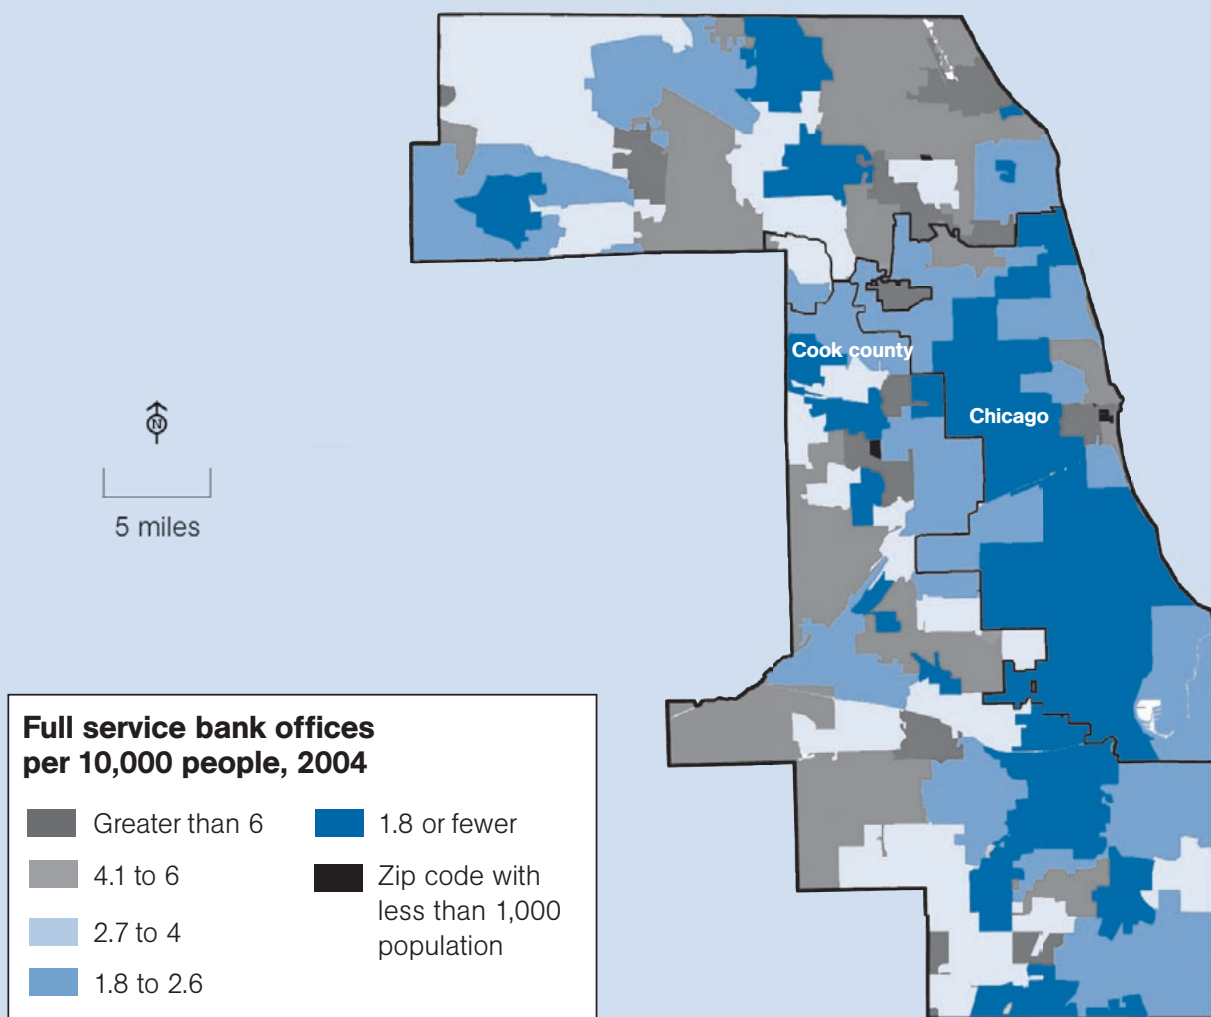 Cook county
Chicago
N
5 miles
Full service bank offices
per 10,000 people, 2004
Greater than 6
4.1 to 6
2.7 to 4
1.8 to 2.6
1.8 or fewer
Zip code with
less than 1,000
population